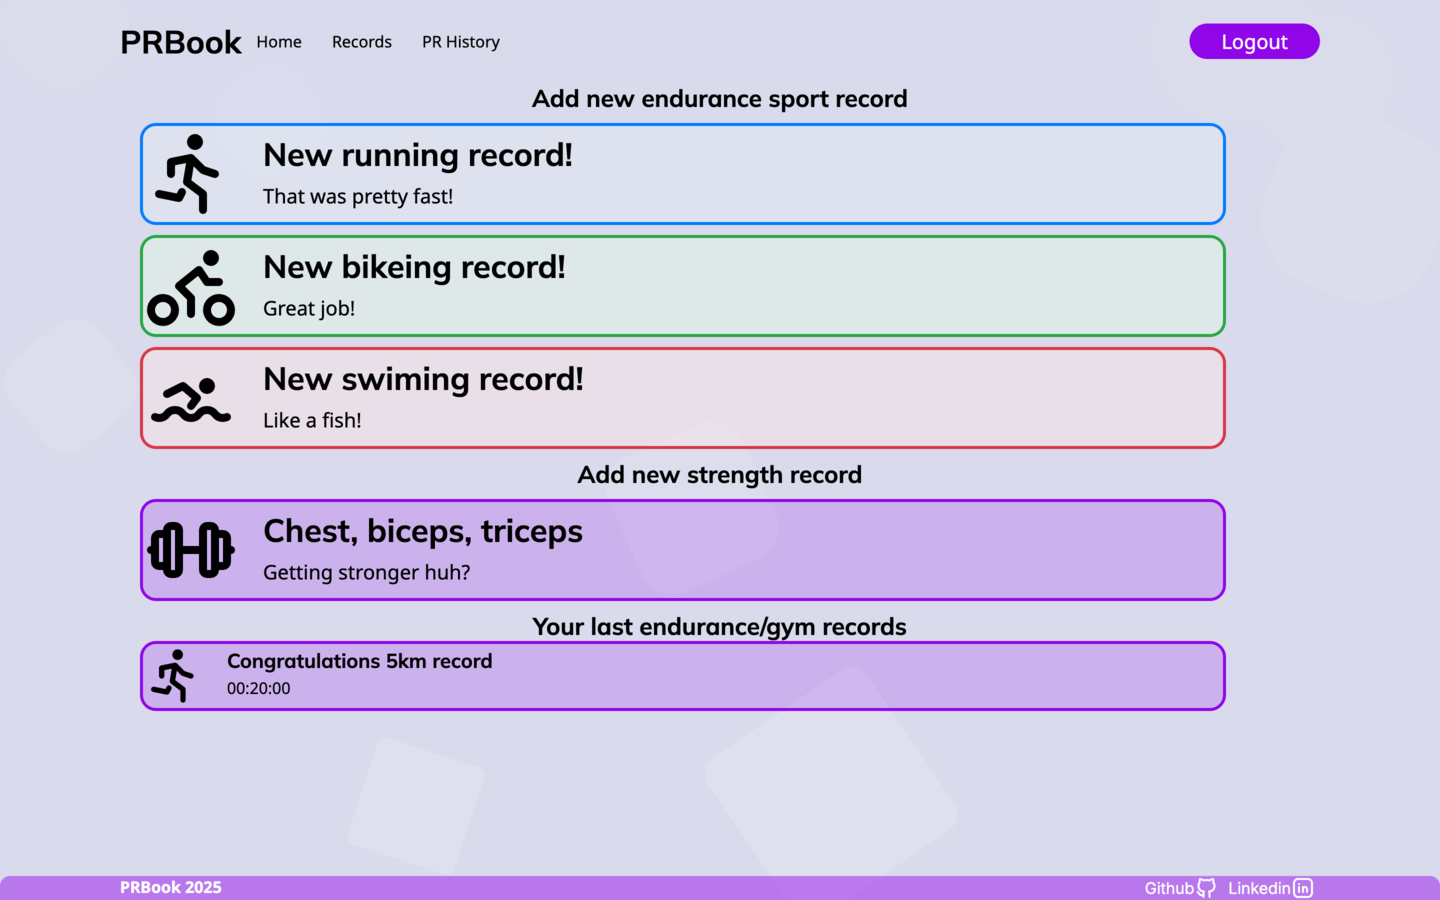 PRBook Home Records PR History Logout
Add new endurance sport record
New running record!
That was pretty fast!
New bikeing record!
Great job!
New swiming record!
Like a fish!
Add new strength record
Chest, biceps, triceps
Getting stronger huh?
Your last endurance/gym records
Congratulations 5km record
00:20:00
PRBook 2025 Github Linkedin in